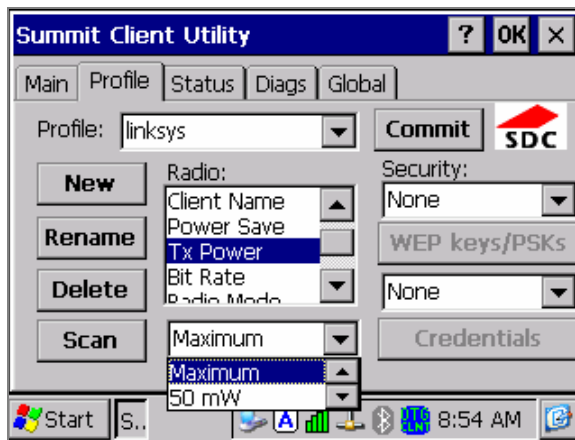 Summit Client Utility ? OK ×
Main Profile Status Diags Global
Profile: linksys Commit SDC
New Radio: Security:
Client Name None
Rename Power Save WEP keys/PSKs
Tx Power
Delete Bit Rate None
Radio Mode
Scan Maximum Credentials
Maximum
50 mW
Start S.. A 8:54 AM